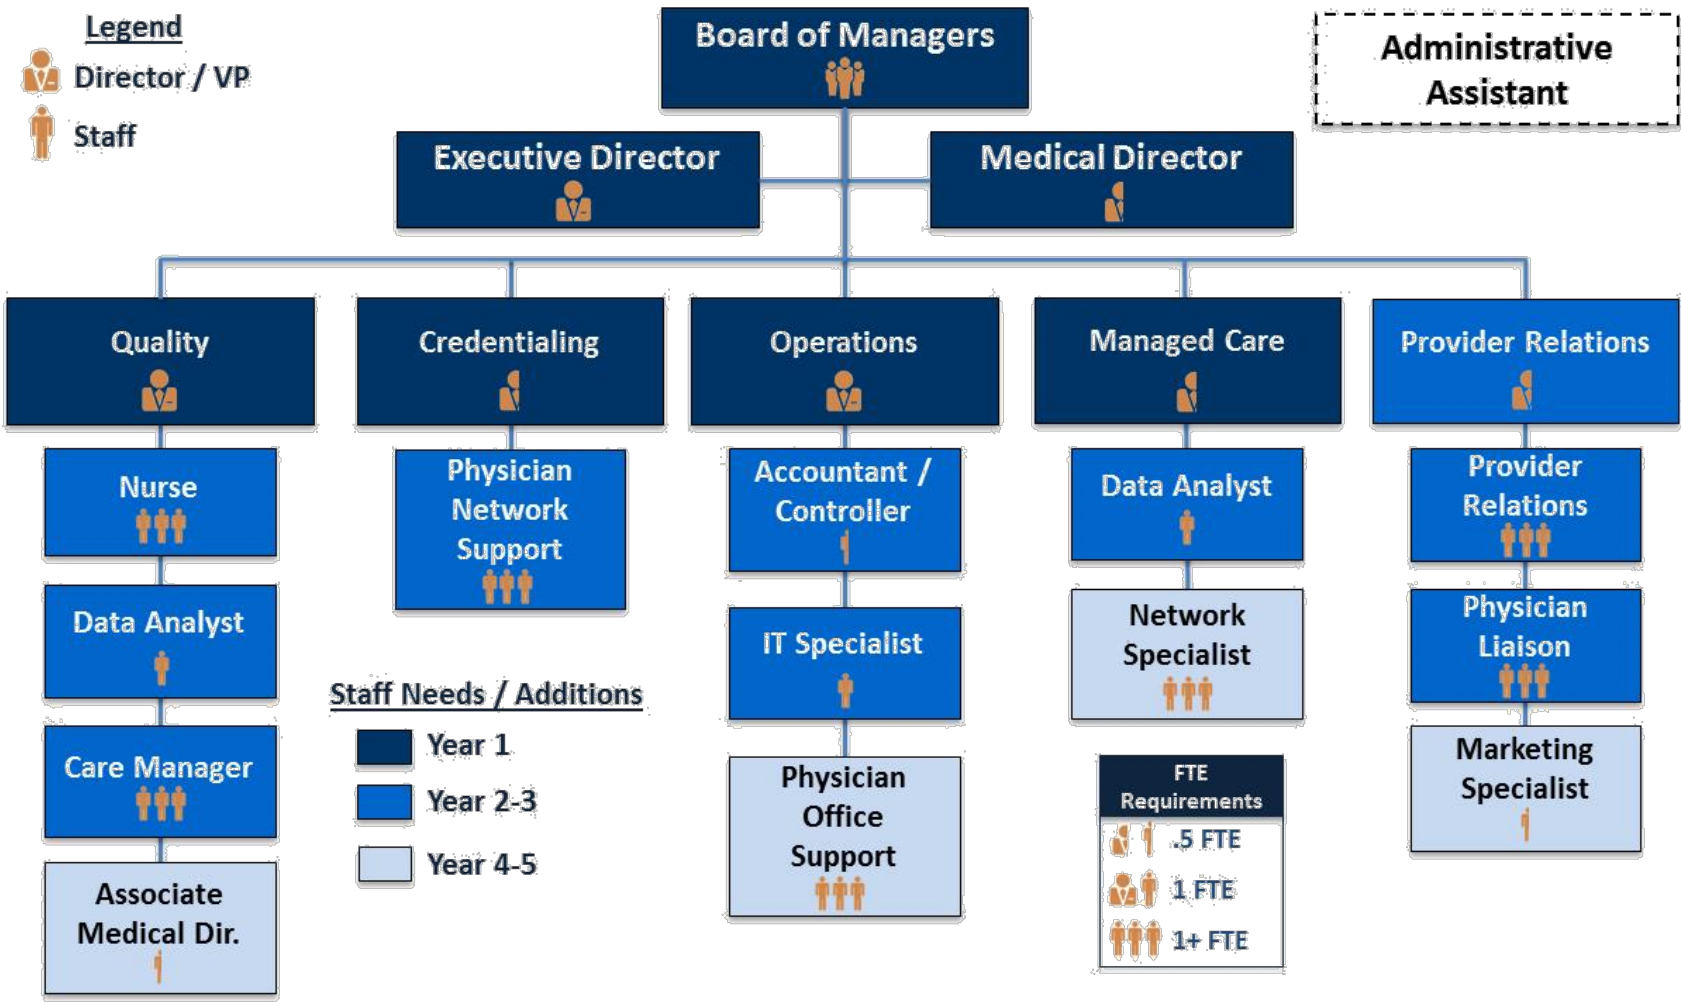 Legend
Director / VP
Staff
Board of Managers
Administrative
Assistant
Executive Director
Medical Director
Quality
Credentialing
Operations
Managed Care
Provider Relations
Nurse
Data Analyst
Care Manager
Associate
Medical Dir.
Physician
Network
Support
Accountant /
Controller
IT Specialist
Physician
Office
Support
Data Analyst
Network
Specialist
Provider
Relations
Physician
Liaison
Marketing
Specialist
Staff Needs / Additions
Year 1
Year 2-3
Year 4-5
FTE
Requirements
.5 FTE
1 FTE
1+ FTE